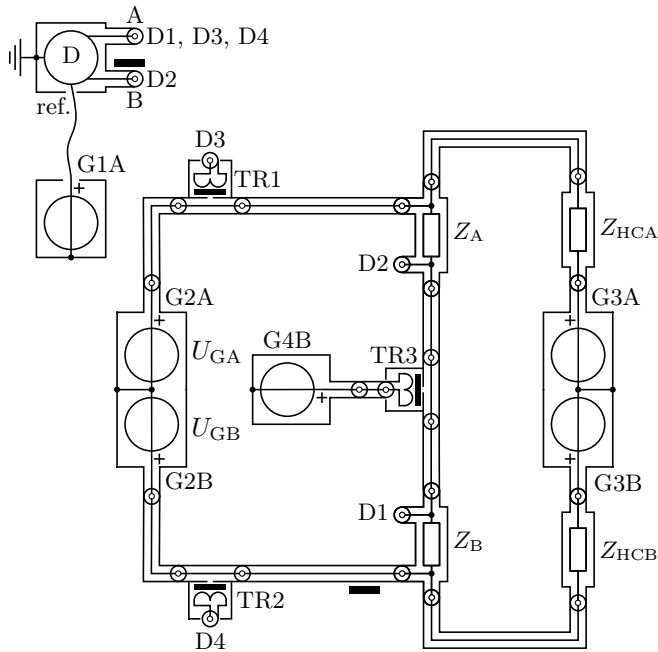 A
D1, D3, D4
D
D2
ref.
B
D3
G1A
+
TR1
Z_A
Z_HCA
D2
G2A
G3A
+
+
G4B
TR3
U_GA
+
U_GB
+
+
G2B
G3B
D1
Z_B
Z_HCB
TR2
D4